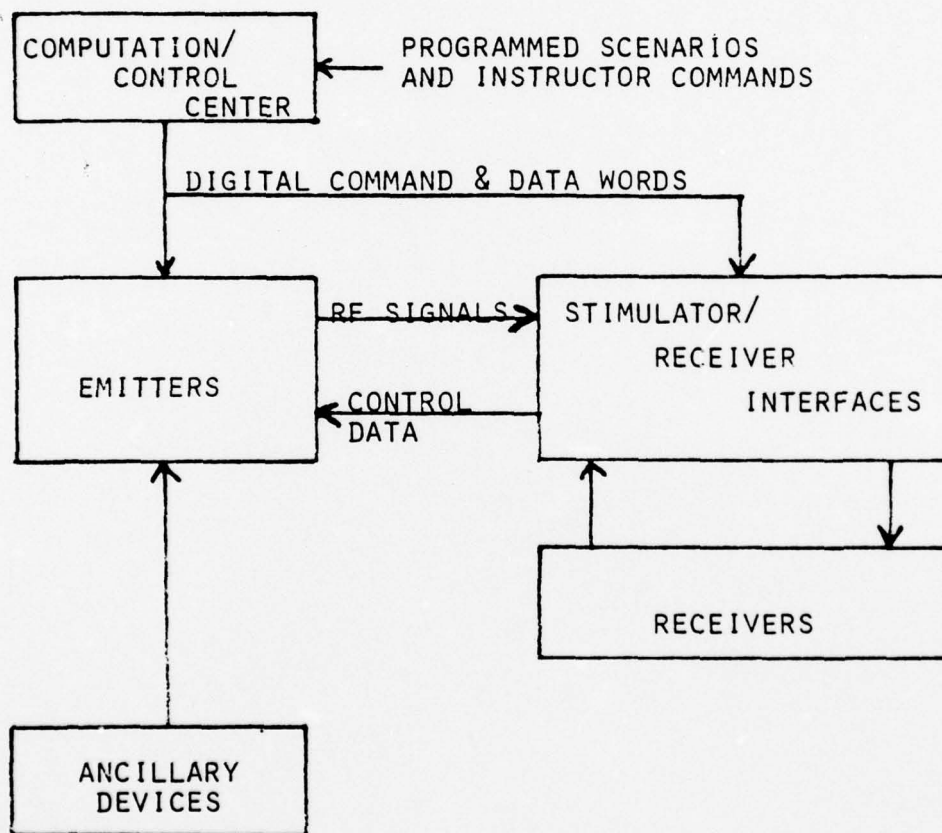 COMPUTATION/
CONTROL
CENTER
PROGRAMMED SCENARIOS
AND INSTRUCTOR COMMANDS
DIGITAL COMMAND & DATA WORDS
RF SIGNALS
STIMULATOR/
RECEIVER
INTERFACES
EMITTERS
CONTROL
DATA
RECEIVERS
ANCILLARY
DEVICES